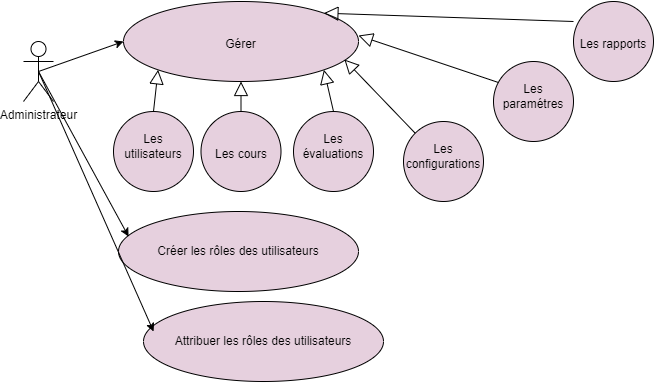 Gérer
Les rapports
Les
paramétres
Administrateur
Les
utilisateurs
Les cours
Les
évaluations
Les
configurations
Créer les rôles des utilisateurs
Attribuer les rôles des utilisateurs